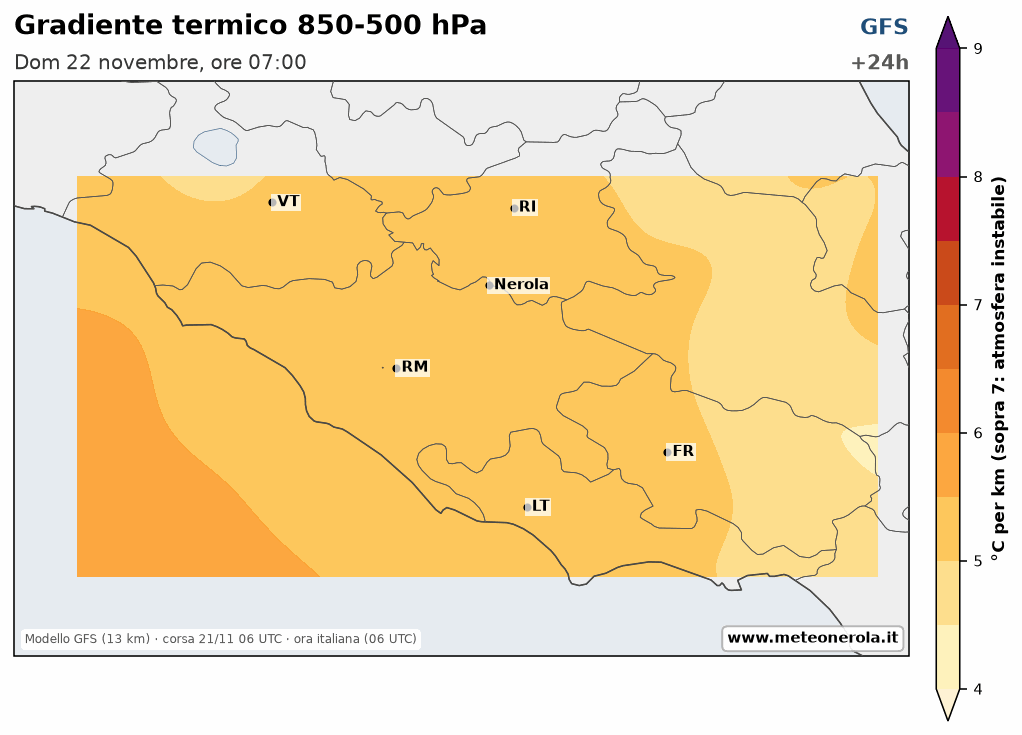 Gradiente termico 850-500 hPa
GFS
Dom 22 novembre, ore 07:00
+24h
VT
RI
Nerola
RM
FR
LT
Modello GFS (13 km) · corsa 21/11 06 UTC · ora italiana (06 UTC)
www.meteonerola.it
9
8
7
6
5
4
°C per km (sopra 7: atmosfera instabile)